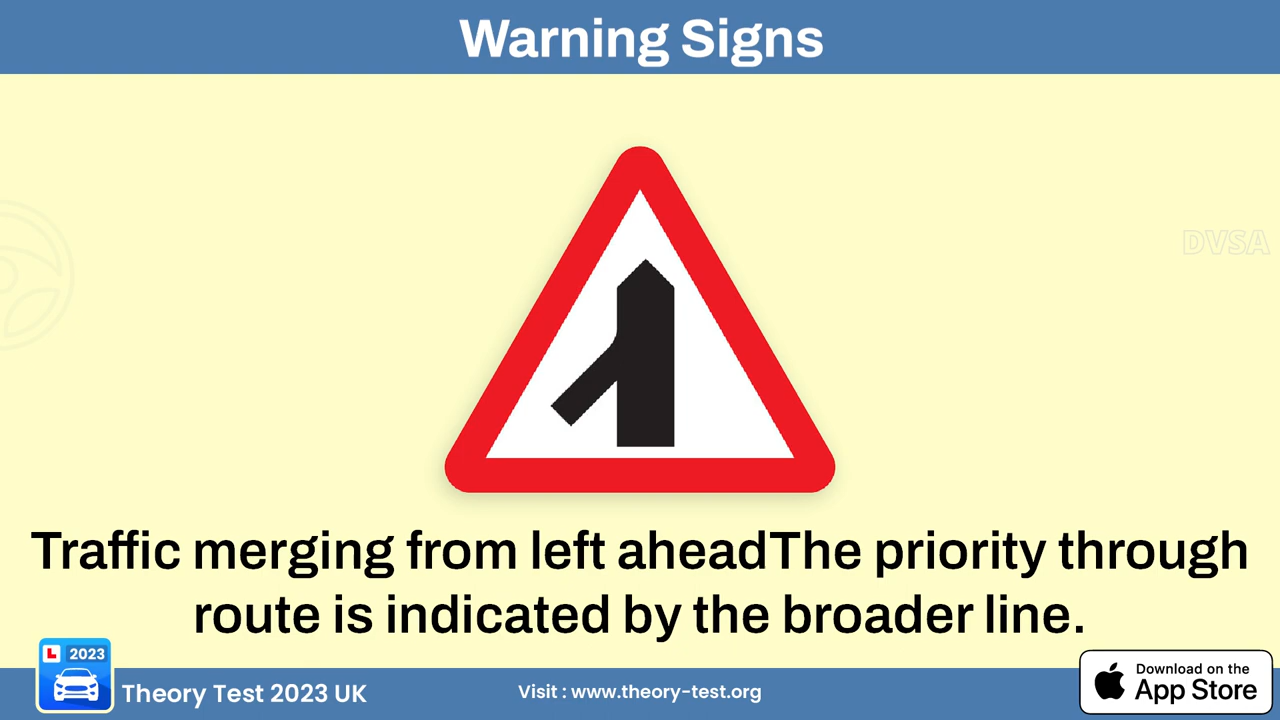 Warning Signs
DVSA
Traffic merging from left aheadThe priority through
route is indicated by the broader line.
L 2023
Theory Test 2023 UK
Visit : www.theory-test.org
Download on the
App Store